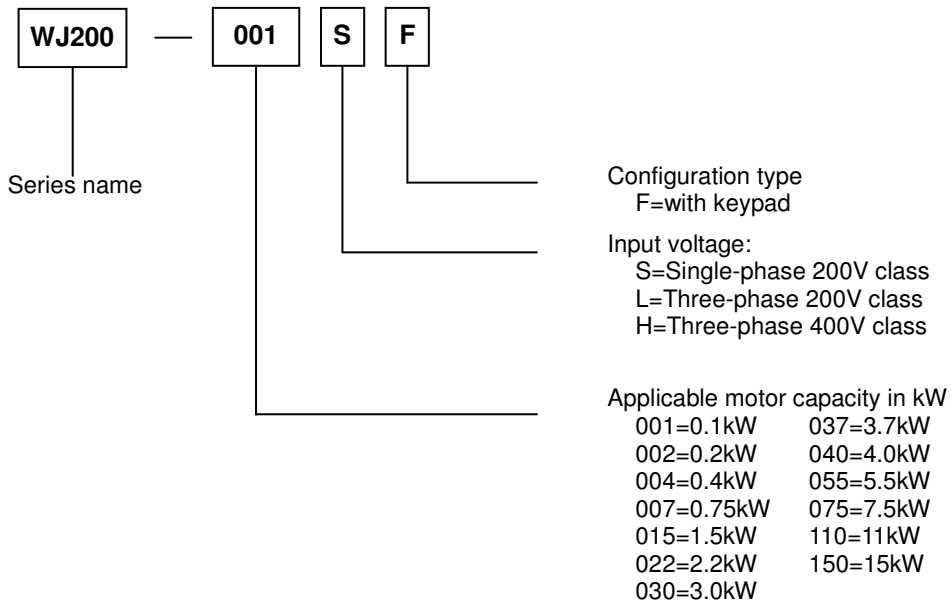 WJ200 — 001 S F
Series name
Configuration type
F=with keypad
Input voltage:
S=Single-phase 200V class
L=Three-phase 200V class
H=Three-phase 400V class
Applicable motor capacity in kW
001=0.1kW 037=3.7kW
002=0.2kW 040=4.0kW
004=0.4kW 055=5.5kW
007=0.75kW 075=7.5kW
015=1.5kW 110=11kW
022=2.2kW 150=15kW
030=3.0kW